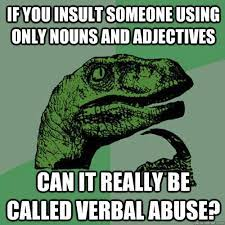 IF YOU INSULT SOMEONE USING
ONLY NOUNS AND ADJECTIVES
CAN IT REALLY BE
CALLED VERBAL ABUSE?